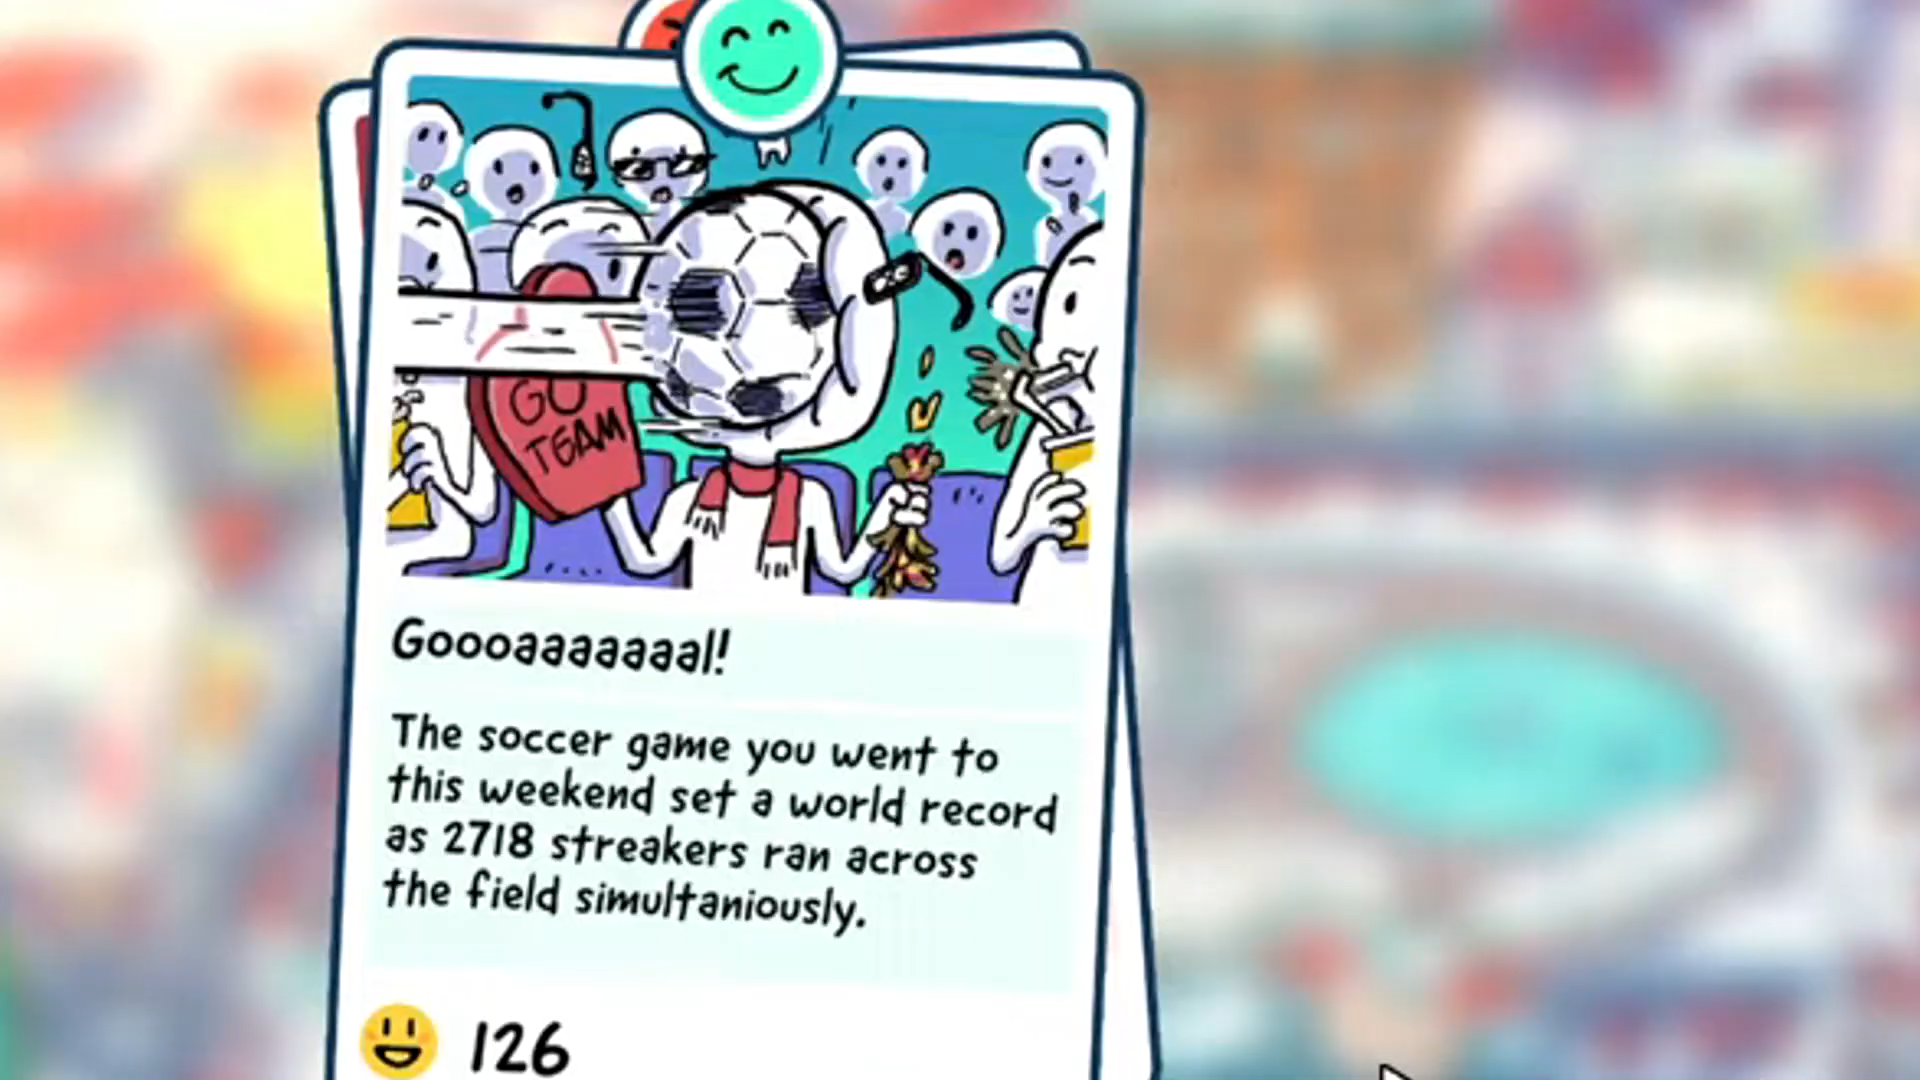 GO
TEAM
Goooaaaaaaal!
The soccer game you went to
this weekend set a world record
as 2718 streakers ran across
the field simultaniously.
126